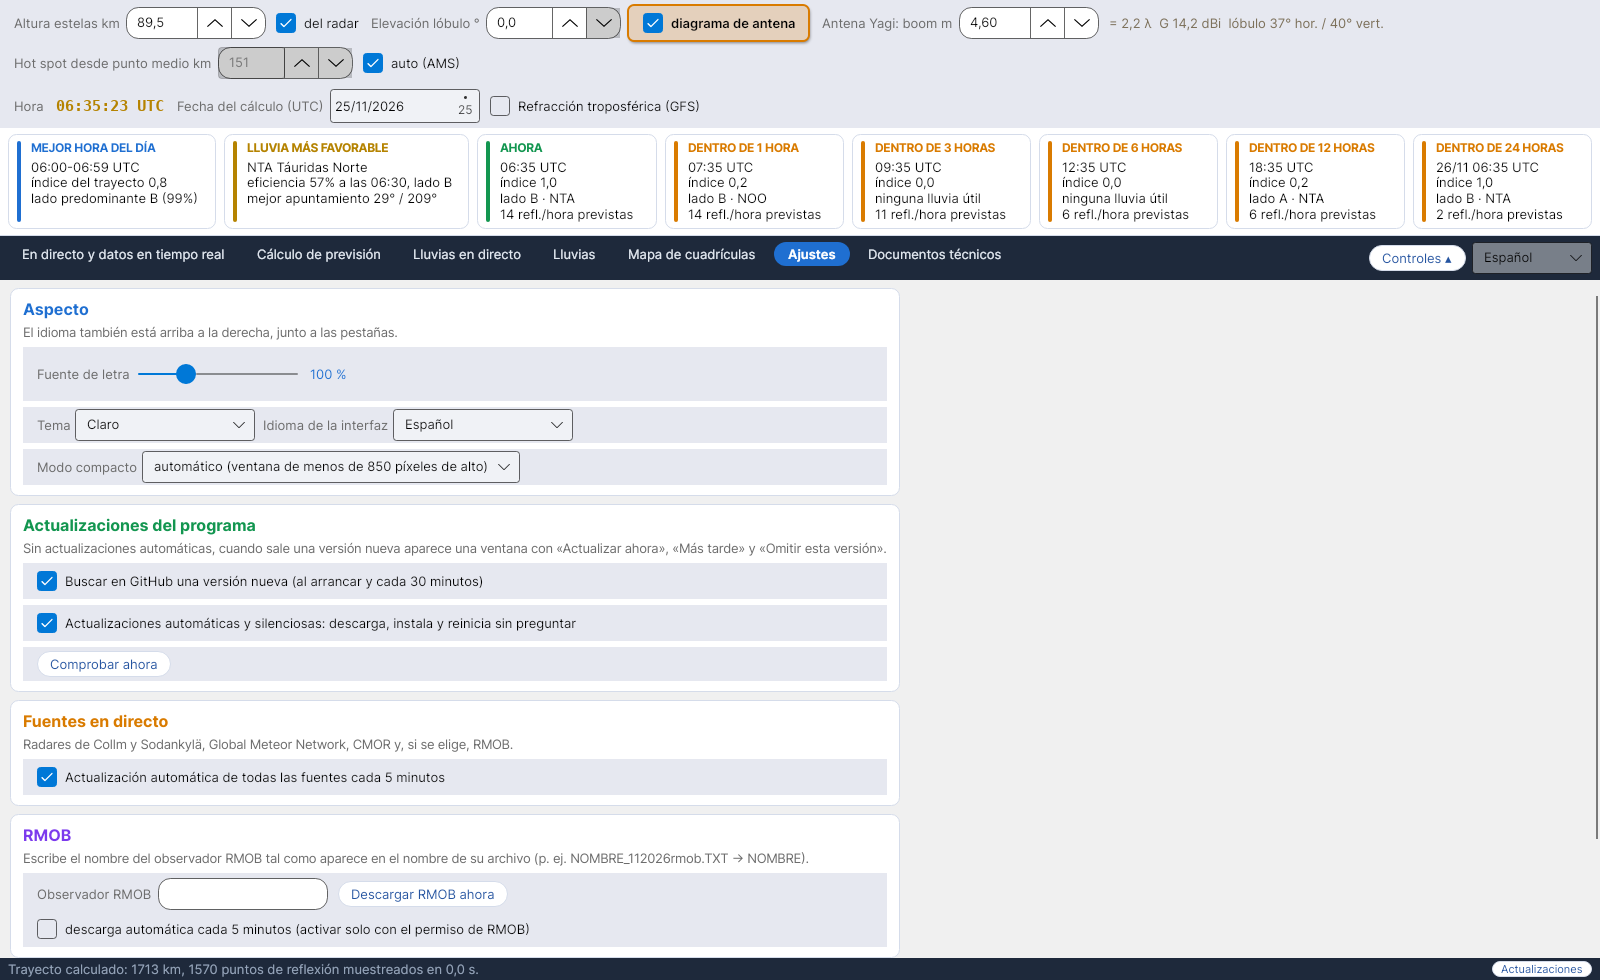 Altura estelas km 89,5 del radar Elevación lóbulo ° 0,0 diagrama de antena Antena Yagi: boom m 4,60 = 2,2 λ G 14,2 dBi lóbulo 37° hor. / 40° vert.
Hot spot desde punto medio km 151 auto (AMS)
Hora 06:35:23 UTC Fecha del cálculo (UTC) 25/11/2026 25 Refracción troposférica (GFS)
MEJOR HORA DEL DÍA
06:00-06:59 UTC
índice del trayecto 0,8
lado predominante B (99%)
LLUVIA MÁS FAVORABLE
NTA Táuridas Norte
eficiencia 57% a las 06:30, lado B
mejor apuntamiento 29° / 209°
AHORA
06:35 UTC
índice 1,0
lado B · NTA
14 refl./hora previstas
DENTRO DE 1 HORA
07:35 UTC
índice 0,2
lado B · NOO
14 refl./hora previstas
DENTRO DE 3 HORAS
09:35 UTC
índice 0,0
ninguna lluvia útil
11 refl./hora previstas
DENTRO DE 6 HORAS
12:35 UTC
índice 0,0
ninguna lluvia útil
6 refl./hora previstas
DENTRO DE 12 HORAS
18:35 UTC
índice 0,2
lado A · NTA
6 refl./hora previstas
DENTRO DE 24 HORAS
26/11 06:35 UTC
índice 1,0
lado B · NTA
2 refl./hora previstas
En directo y datos en tiempo real Cálculo de previsión Lluvias en directo Lluvias Mapa de cuadrículas Ajustes Documentos técnicos Controles ▴ Español
Aspecto
El idioma también está arriba a la derecha, junto a las pestañas.
Fuente de letra 100 %
Tema Claro Idioma de la interfaz Español
Modo compacto automático (ventana de menos de 850 píxeles de alto)
Actualizaciones del programa
Sin actualizaciones automáticas, cuando sale una versión nueva aparece una ventana con «Actualizar ahora», «Más tarde» y «Omitir esta versión».
Buscar en GitHub una versión nueva (al arrancar y cada 30 minutos)
Actualizaciones automáticas y silenciosas: descarga, instala y reinicia sin preguntar
Comprobar ahora
Fuentes en directo
Radares de Collm y Sodankylä, Global Meteor Network, CMOR y, si se elige, RMOB.
Actualización automática de todas las fuentes cada 5 minutos
RMOB
Escribe el nombre del observador RMOB tal como aparece en el nombre de su archivo (p. ej. NOMBRE_112026rmob.TXT → NOMBRE).
Observador RMOB Descargar RMOB ahora
descarga automática cada 5 minutos (activar solo con el permiso de RMOB)
Trayecto calculado: 1713 km, 1570 puntos de reflexión muestreados en 0,0 s. Actualizaciones